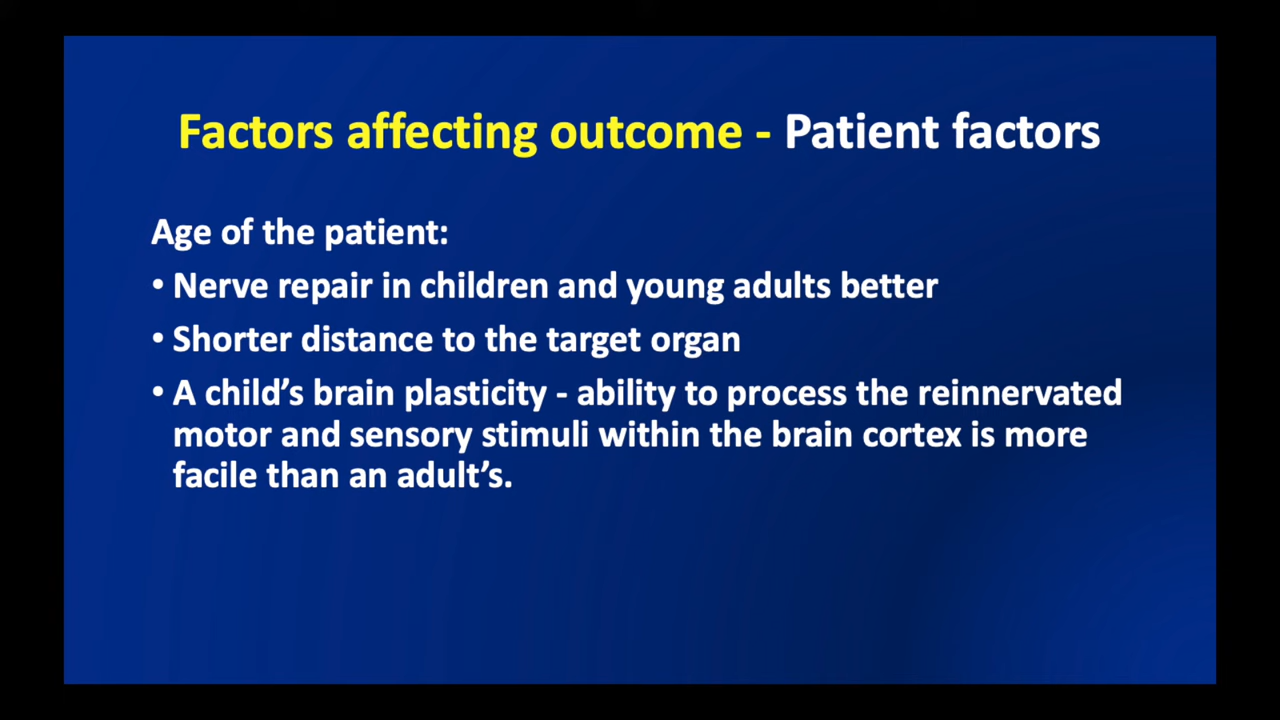 Factors affecting outcome - Patient factors
Age of the patient:
• Nerve repair in children and young adults better
• Shorter distance to the target organ
• A child’s brain plasticity - ability to process the reinnervated
motor and sensory stimuli within the brain cortex is more
facile than an adult’s.